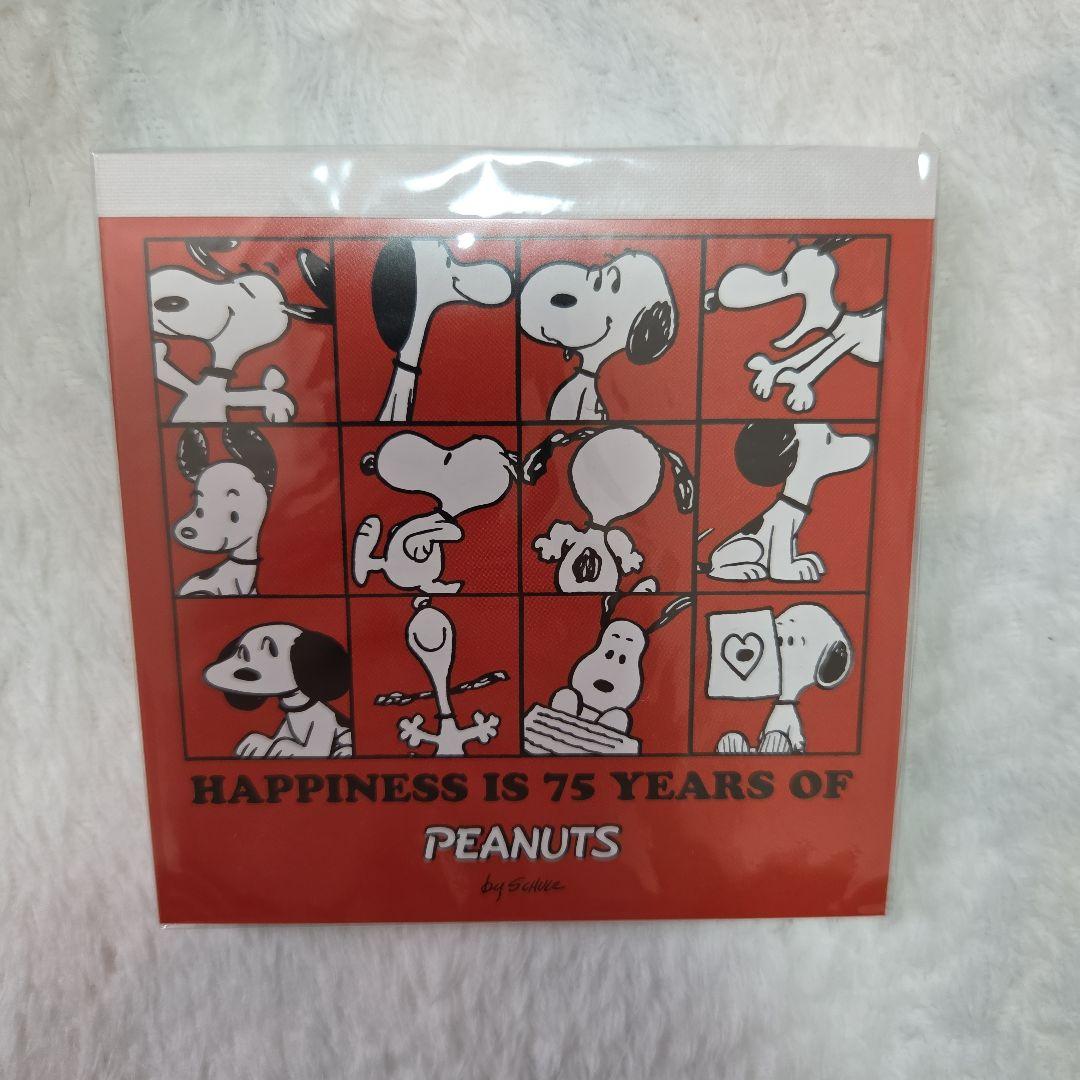 HAPPINESS IS 75 YEARS OF
PEANUTS
by SCHULZ